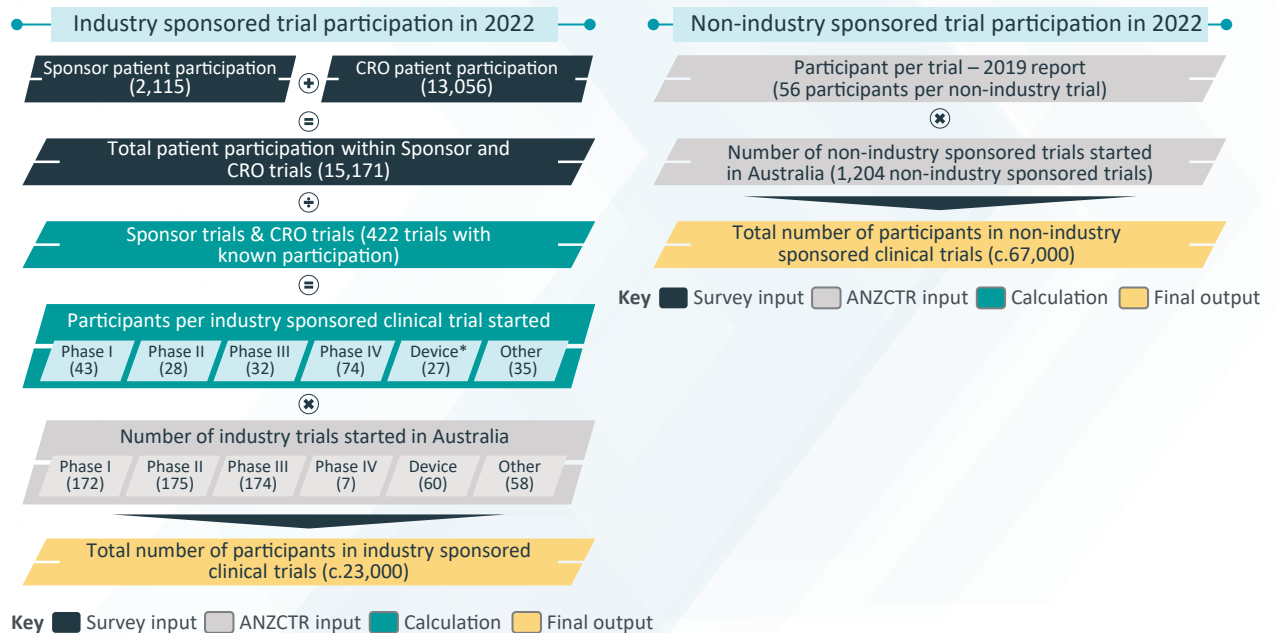 Industry sponsored trial participation in 2022
Sponsor patient participation
(2,115)
+
CRO patient participation
(13,056)
=
Total patient participation within Sponsor and
CRO trials (15,171)
÷
Sponsor trials & CRO trials (422 trials with
known participation)
=
Participants per industry sponsored clinical trial started
Phase I
(43)
Phase II
(28)
Phase III
(32)
Phase IV
(74)
Device*
(27)
Other
(35)
×
Number of industry trials started in Australia
Phase I
(172)
Phase II
(175)
Phase III
(174)
Phase IV
(7)
Device
(60)
Other
(58)
Total number of participants in industry sponsored
clinical trials (c.23,000)
Key Survey input ANZCTR input Calculation Final output
Non-industry sponsored trial participation in 2022
Participant per trial – 2019 report
(56 participants per non-industry trial)
×
Number of non-industry sponsored trials started
in Australia (1,204 non-industry sponsored trials)
Total number of participants in non-industry
sponsored clinical trials (c.67,000)
Key Survey input ANZCTR input Calculation Final output